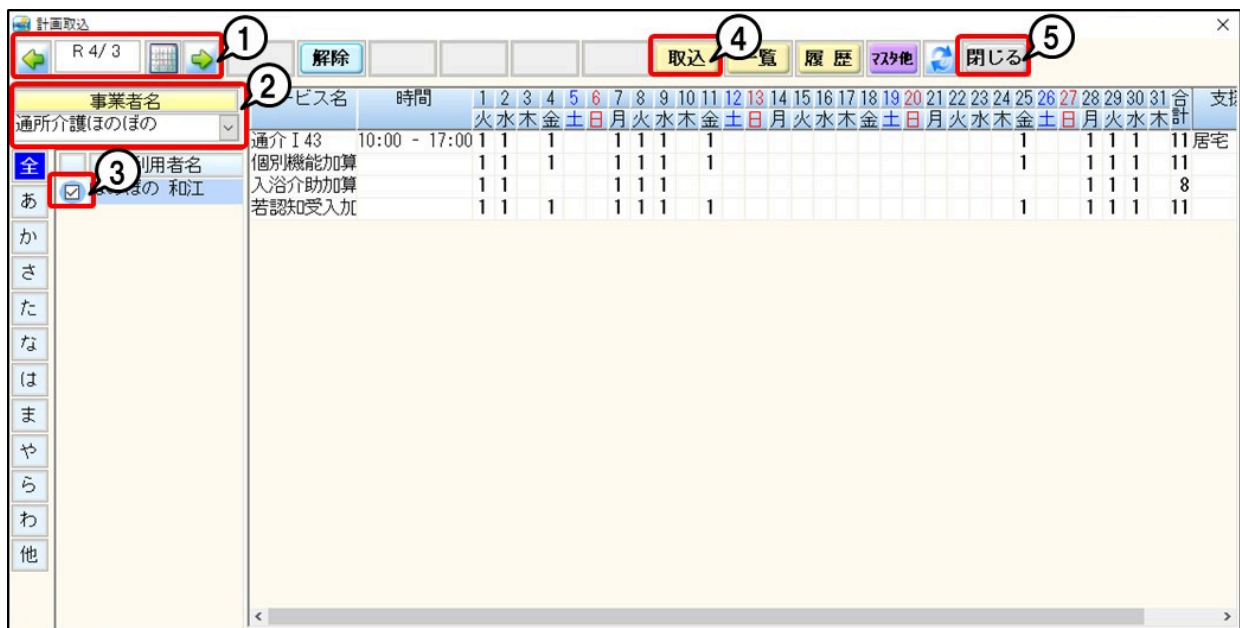 計画取込
R 4/ 3
①
解除
取込
④
一覧
履 歴
ﾏｽﾀ他
閉じる
⑤
事業者名
②
通所介護ほのぼの
ービス名 時間 1 2 3 4 5 6 7 8 9 10 11 12 13 14 15 16 17 18 19 20 21 22 23 24 25 26 27 28 29 30 31 合計 支援
火 水 木 金 土 日 月 火 水 木 金 土 日 月 火 水 木 金 土 日 月 火 水 木 金 土 日 月 火 水 木
全
利用者名
③
ほのぼの 和江
通介Ⅰ43 10:00 - 17:00 1 1 1 1 1 1 1 1 1 1 1 11 居宅
個別機能加算 1 1 1 1 1 1 1 1 1 1 1 11
入浴介助加算 1 1 1 1 1 1 1 1 8
若認知受入加 1 1 1 1 1 1 1 1 1 1 1 11
あ
か
さ
た
な
は
ま
や
ら
わ
他